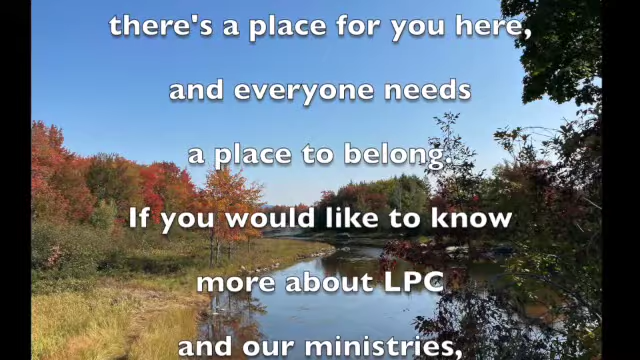 there's a place for you here,
and everyone needs
a place to belong.
If you would like to know
more about LPC
and our ministries,